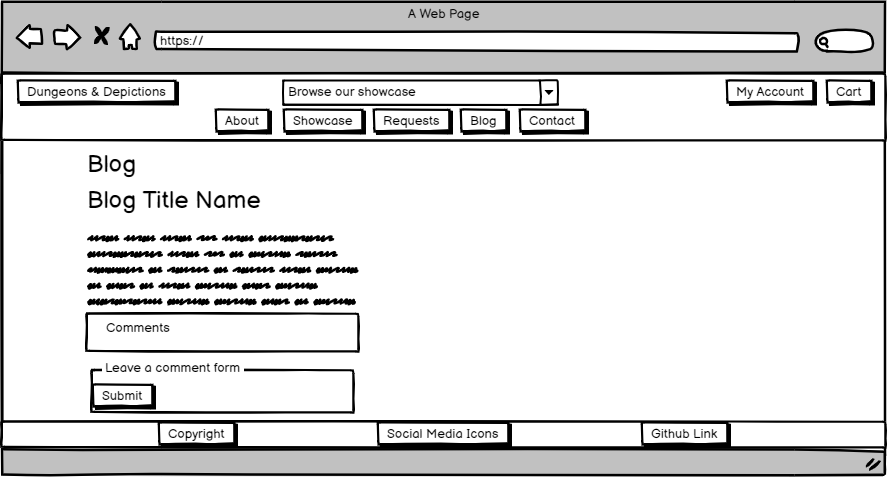 A Web Page
https://
Dungeons & Depictions
Browse our showcase
My Account
Cart
About
Showcase
Requests
Blog
Contact
Blog
Blog Title Name
Comments
Leave a comment form
Submit
Copyright
Social Media Icons
Github Link